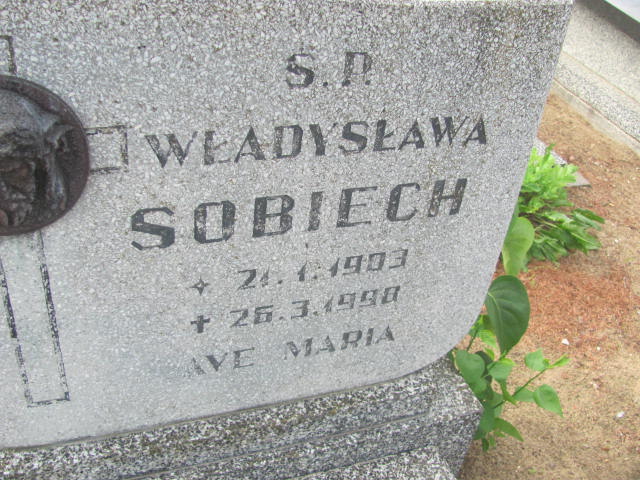 Ś.P.
WŁADYSŁAWA
SOBIECH
✦ 21.1.1903
✝ 26.3.1998
AVE MARIA